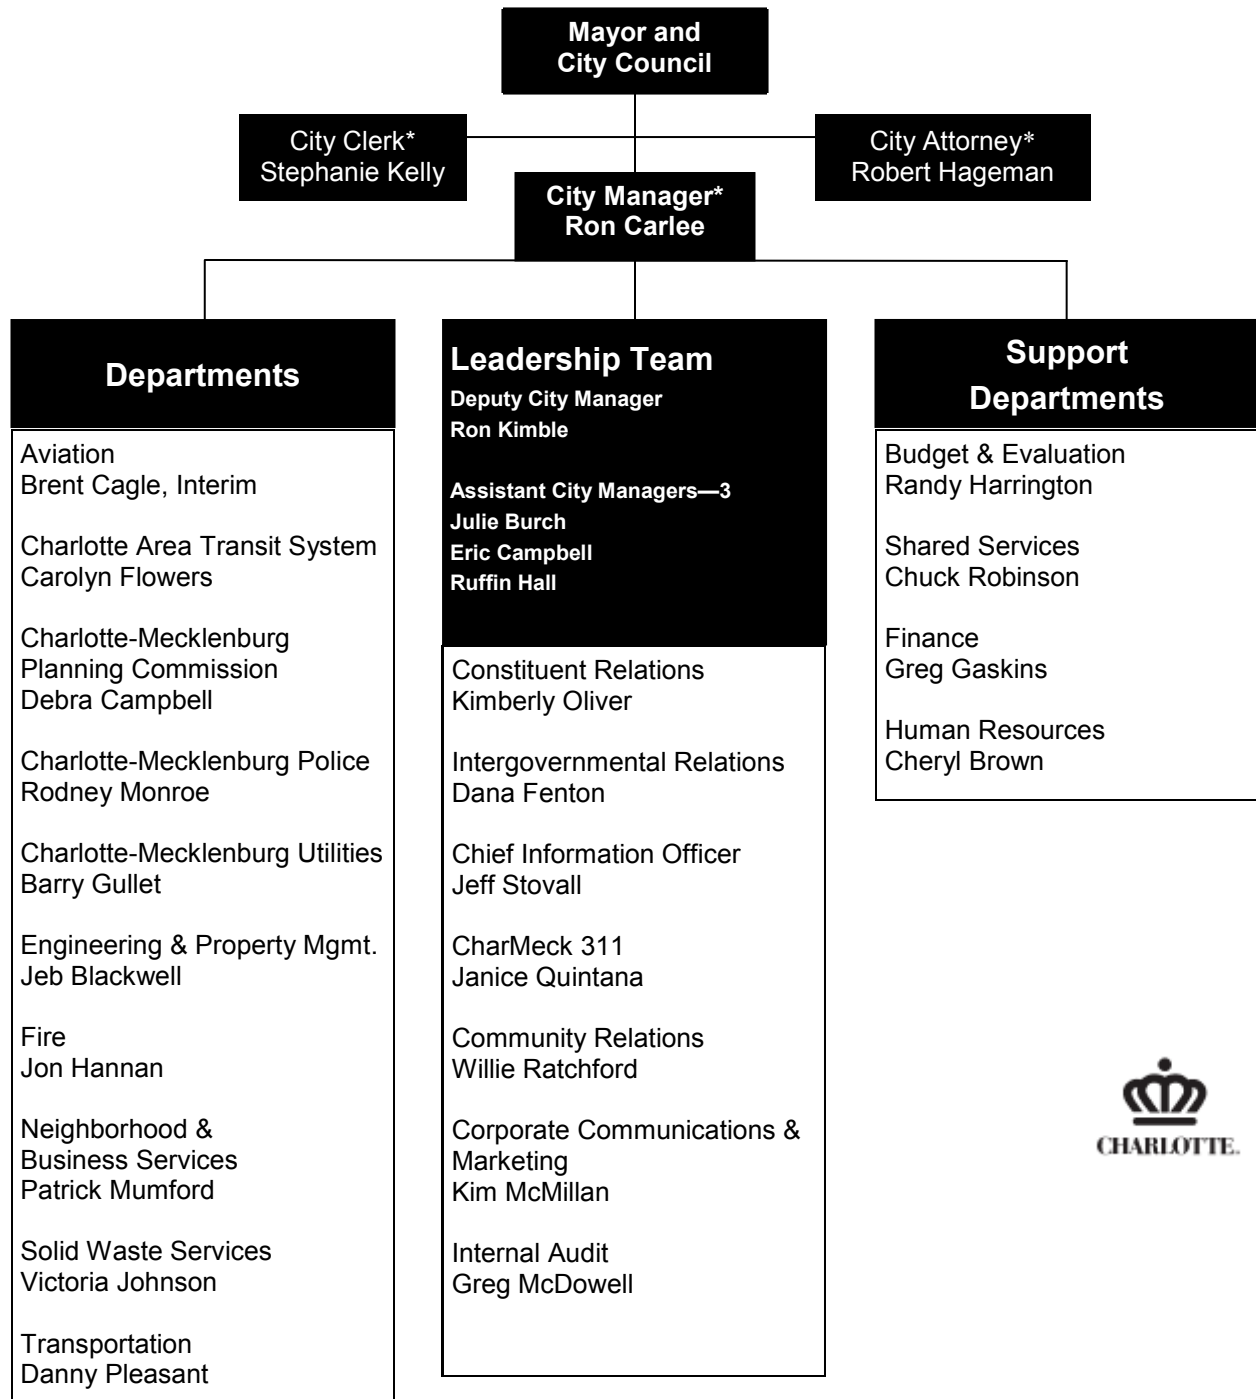 Mayor and
City Council
City Clerk*
Stephanie Kelly
City Attorney*
Robert Hageman
City Manager*
Ron Carlee
Departments
Aviation
Brent Cagle, Interim
Charlotte Area Transit System
Carolyn Flowers
Charlotte-Mecklenburg
Planning Commission
Debra Campbell
Charlotte-Mecklenburg Police
Rodney Monroe
Charlotte-Mecklenburg Utilities
Barry Gullet
Engineering & Property Mgmt.
Jeb Blackwell
Fire
Jon Hannan
Neighborhood &
Business Services
Patrick Mumford
Solid Waste Services
Victoria Johnson
Transportation
Danny Pleasant
Leadership Team
Deputy City Manager
Ron Kimble
Assistant City Managers—3
Julie Burch
Eric Campbell
Ruffin Hall
Constituent Relations
Kimberly Oliver
Intergovernmental Relations
Dana Fenton
Chief Information Officer
Jeff Stovall
CharMeck 311
Janice Quintana
Community Relations
Willie Ratchford
Corporate Communications &
Marketing
Kim McMillan
Internal Audit
Greg McDowell
Support
Departments
Budget & Evaluation
Randy Harrington
Shared Services
Chuck Robinson
Finance
Greg Gaskins
Human Resources
Cheryl Brown
CHARLOTTE.